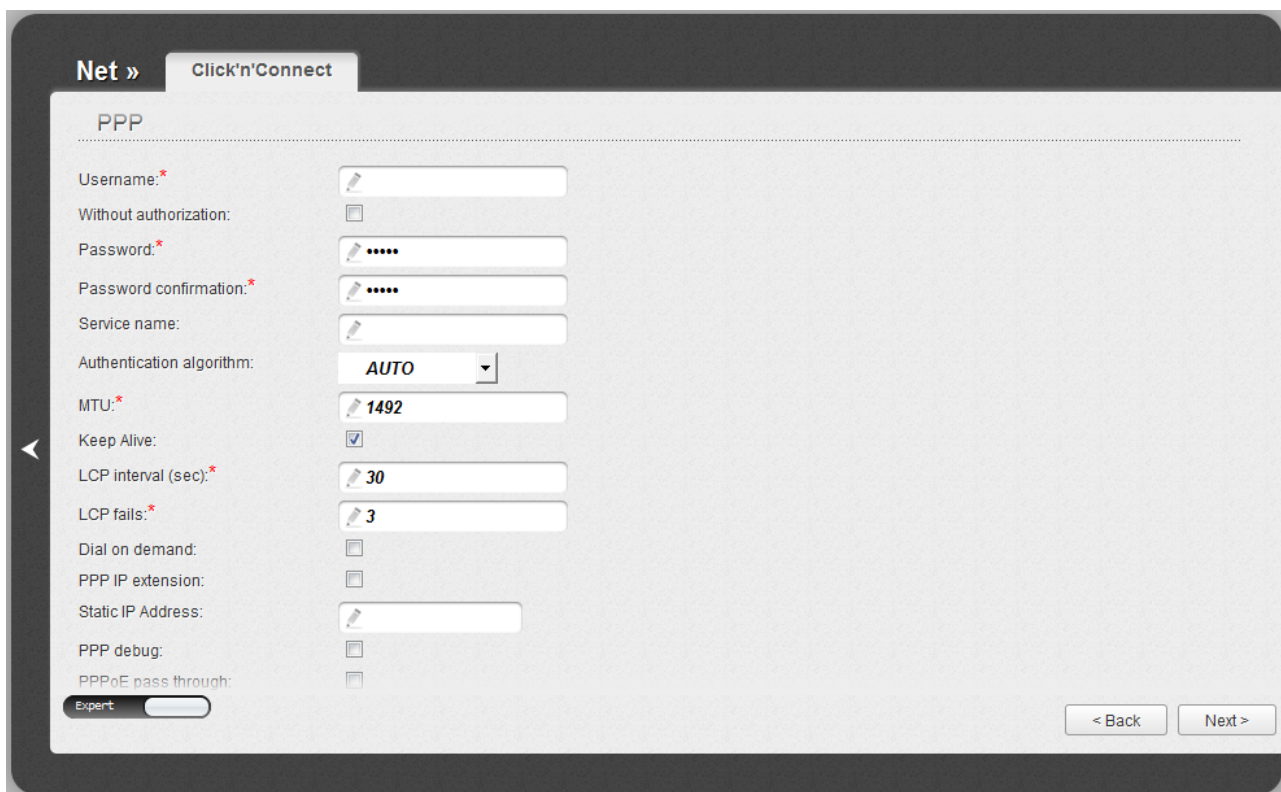 Net » Click'n'Connect
PPP
Username:*
Without authorization:
Password:* •••••
Password confirmation:* •••••
Service name:
Authentication algorithm: AUTO
MTU:* 1492
Keep Alive:
LCP interval (sec):* 30
LCP fails:* 3
Dial on demand:
PPP IP extension:
Static IP Address:
PPP debug:
PPPoE pass through:
Expert
< Back Next >